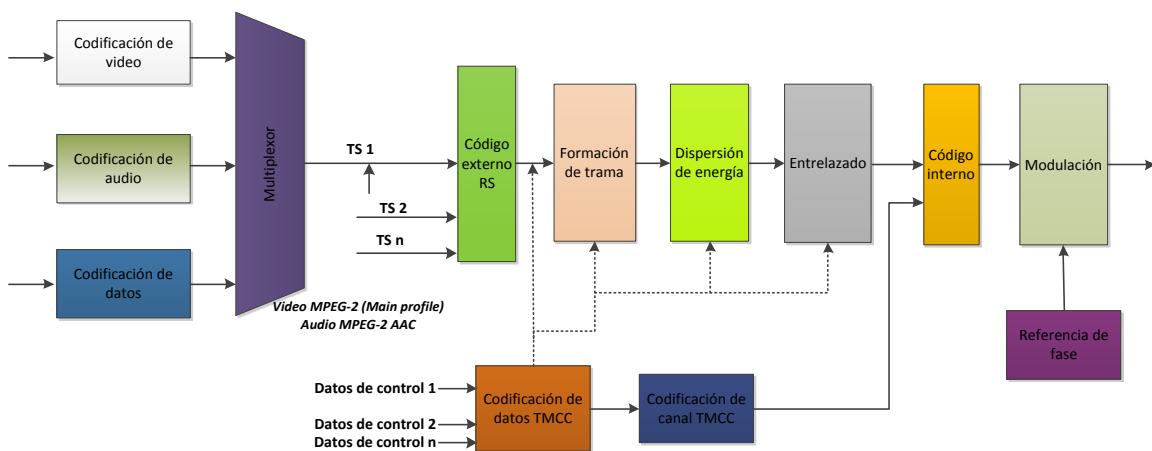 Codificación de
video
Codificación de
audio
Codificación de
datos
Multiplexor
TS 1
TS 2
TS n
Video MPEG-2 (Main profile)
Audio MPEG-2 AAC
Código
externo
RS
Formación
de trama
Dispersión
de energía
Entrelazado
Código
interno
Modulación
Referencia de
fase
Datos de control 1
Datos de control 2
Datos de control n
Codificación de
datos TMCC
Codificación de
canal TMCC